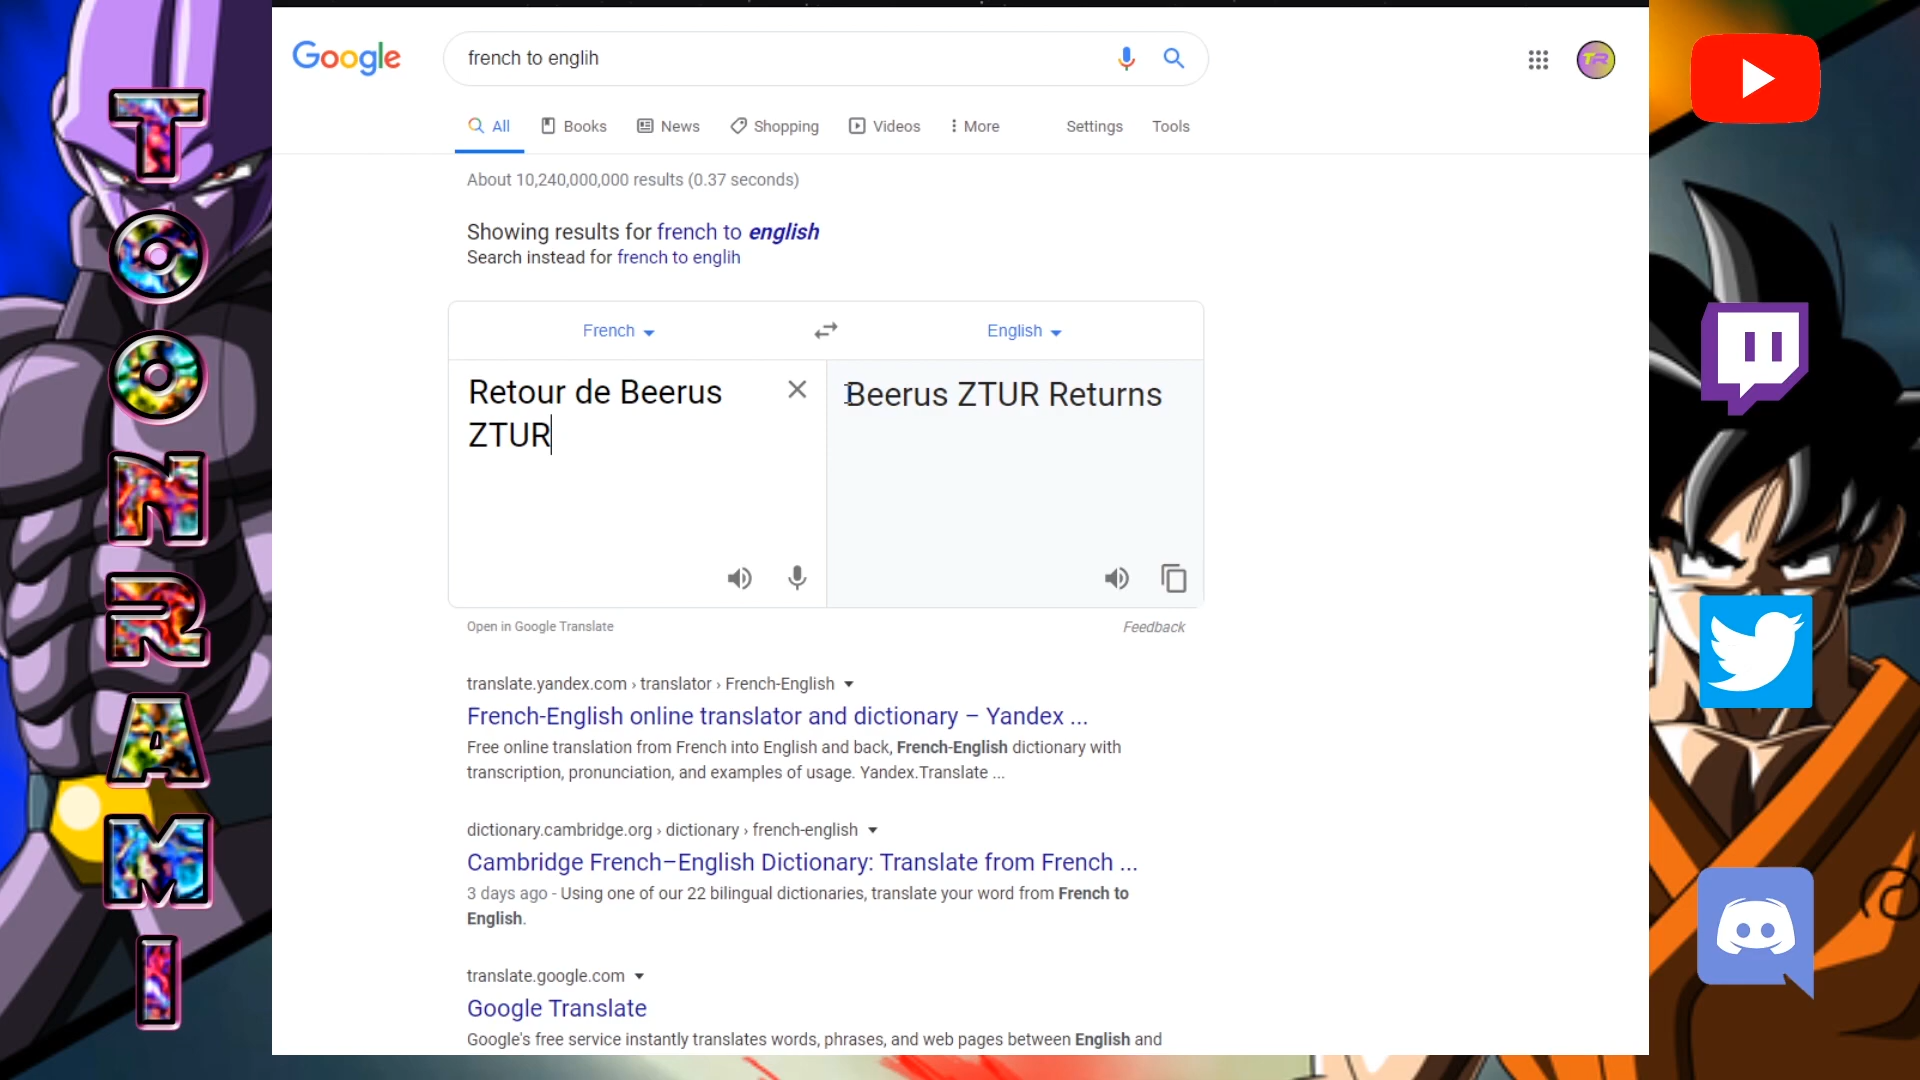 TOONRAMI
Google
french to englih
TR
All
Books
News
Shopping
Videos
More
Settings
Tools
About 10,240,000,000 results (0.37 seconds)
Showing results for french to english
Search instead for french to englih
French
English
Retour de Beerus
ZTUR
Beerus ZTUR Returns
Open in Google Translate
Feedback
translate.yandex.com › translator › French-English
French-English online translator and dictionary – Yandex ...
Free online translation from French into English and back, French-English dictionary with
transcription, pronunciation, and examples of usage. Yandex.Translate ...
dictionary.cambridge.org › dictionary › french-english
Cambridge French–English Dictionary: Translate from French ...
3 days ago - Using one of our 22 bilingual dictionaries, translate your word from French to
English.
translate.google.com
Google Translate
Google's free service instantly translates words, phrases, and web pages between English and